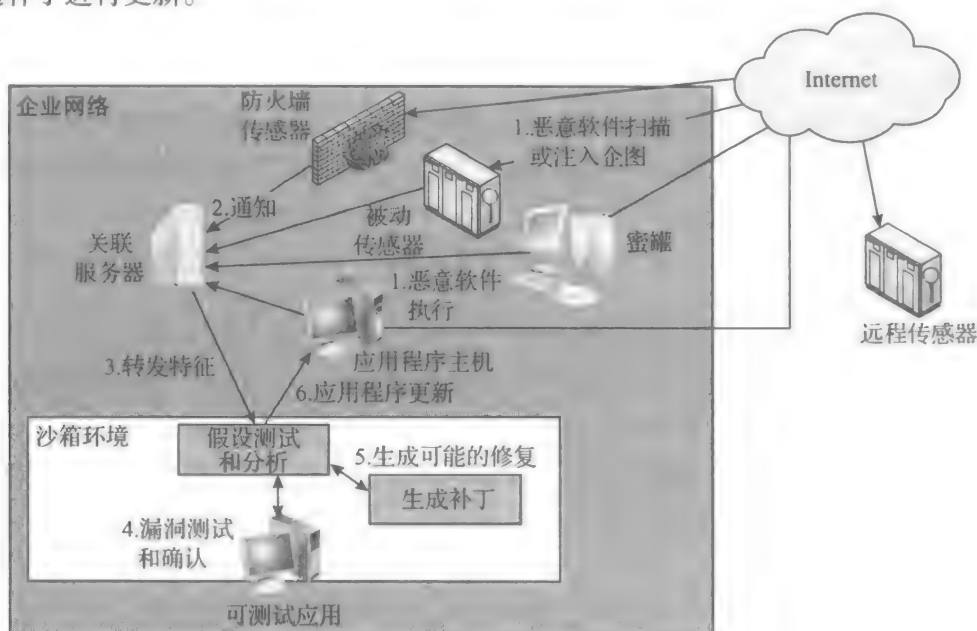 进行更新。
Internet
企业网络
防火墙
传感器
1.恶意软件扫描
或注入企图
2.通知
被动
传感器
蜜罐
关联
服务器
1.恶意软件
执行
远程传感器
3.转发特征
应用程序主机
6.应用程序更新
沙箱环境
假设测试
和分析
5.生成可能的修复
生成补丁
4.漏洞测试
和确认
可测试应用